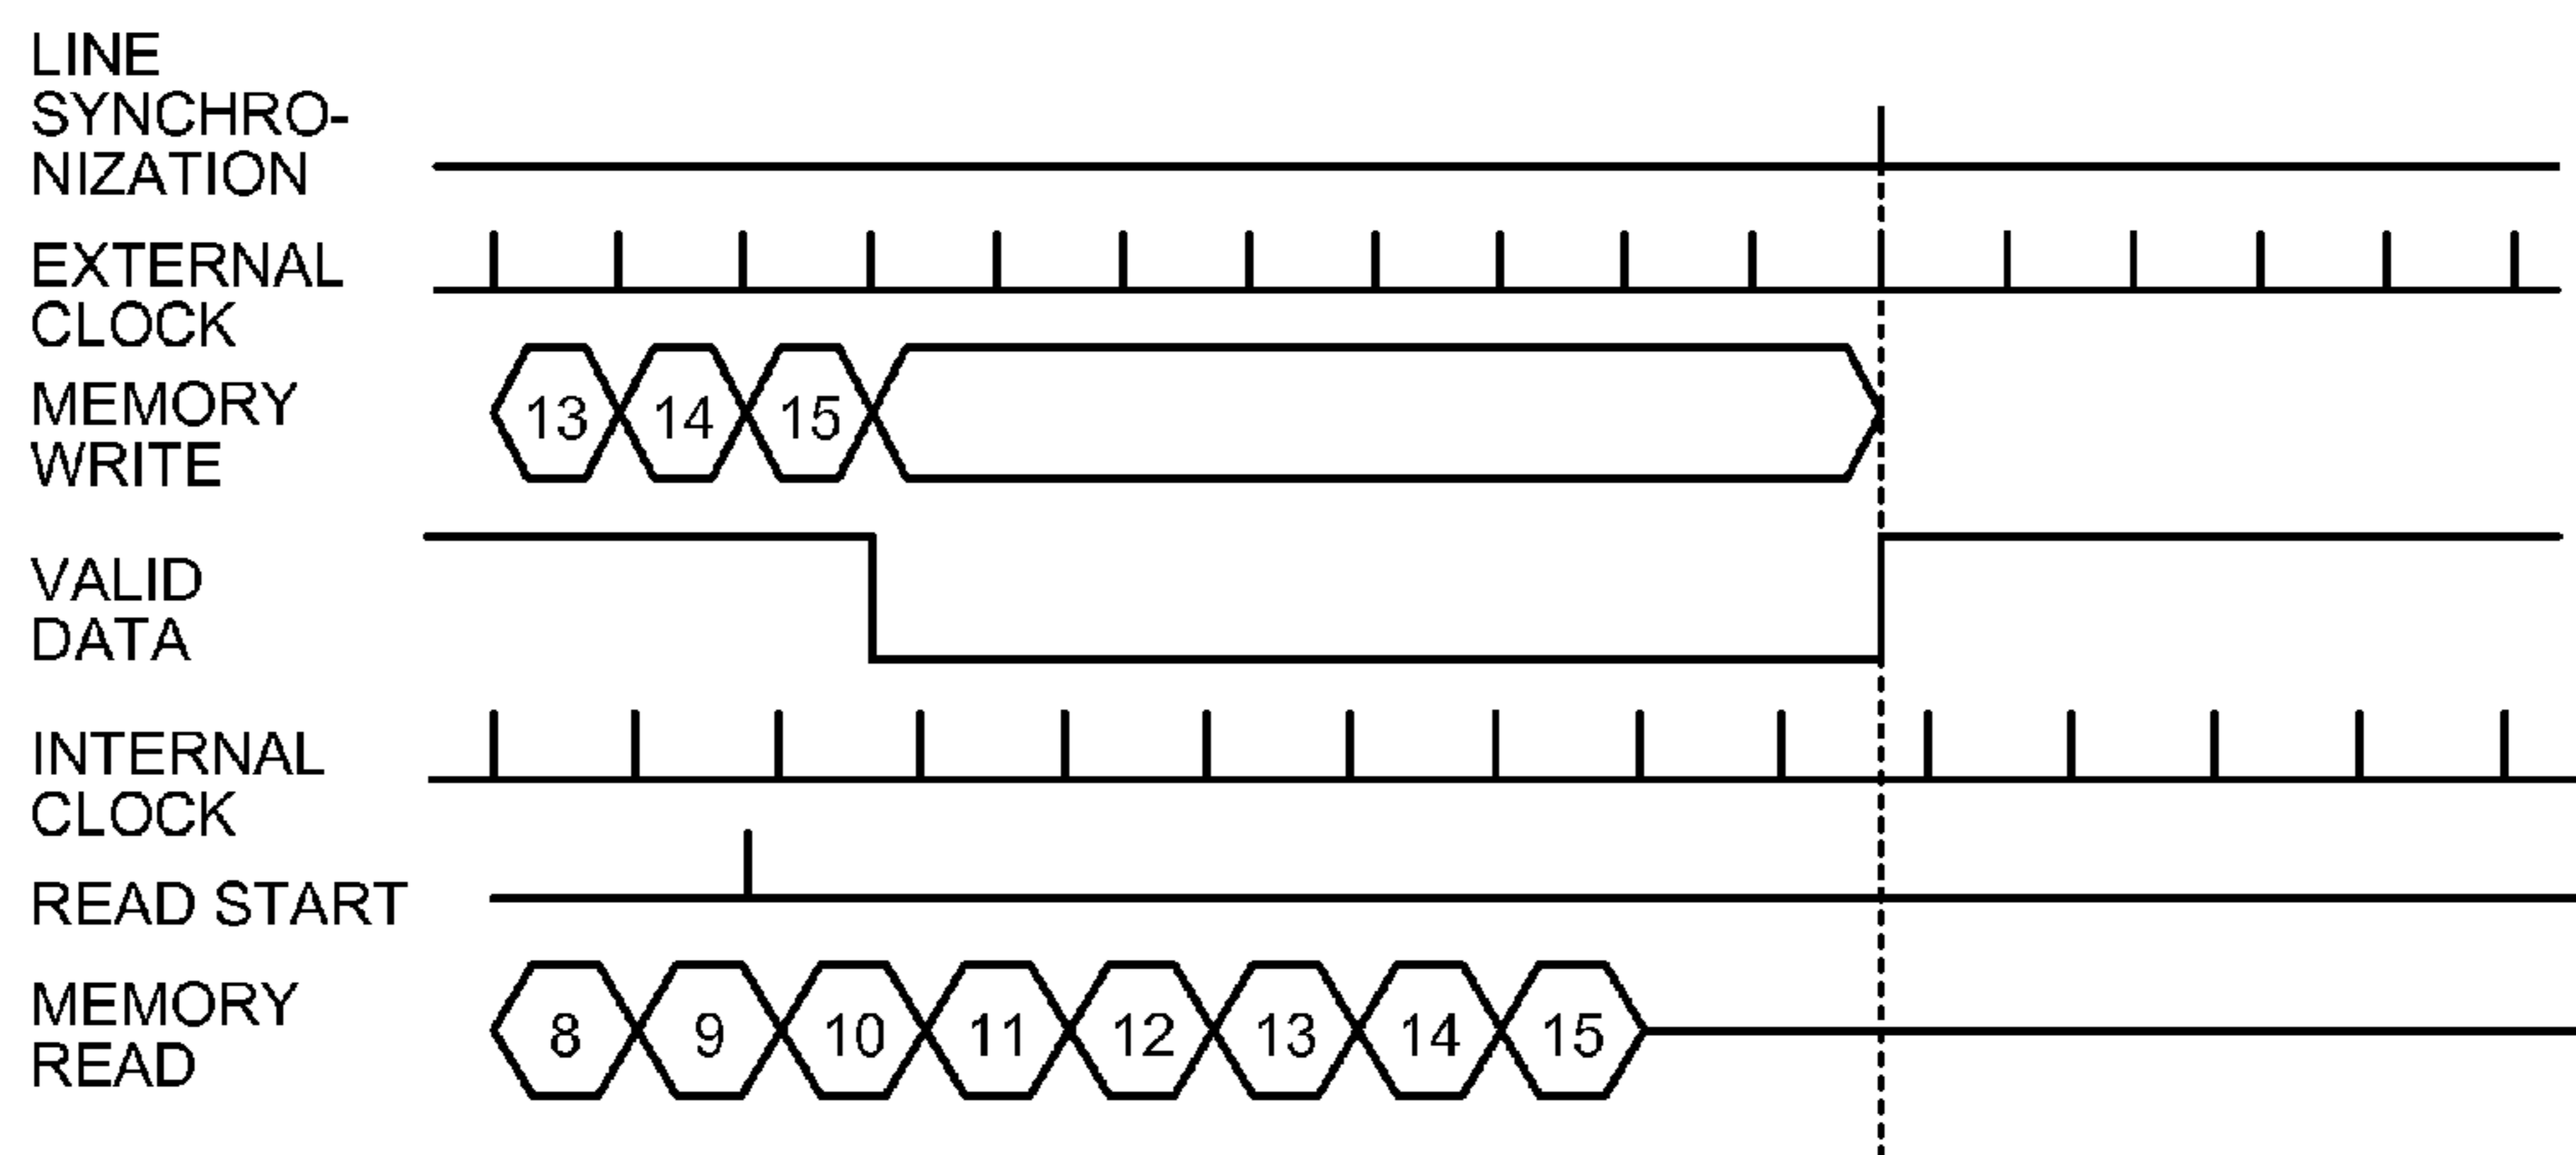 LINE
SYNCHRO-
NIZATION
EXTERNAL
CLOCK
MEMORY
WRITE
13 14 15
VALID
DATA
INTERNAL
CLOCK
READ START
MEMORY
READ
8 9 10 11 12 13 14 15